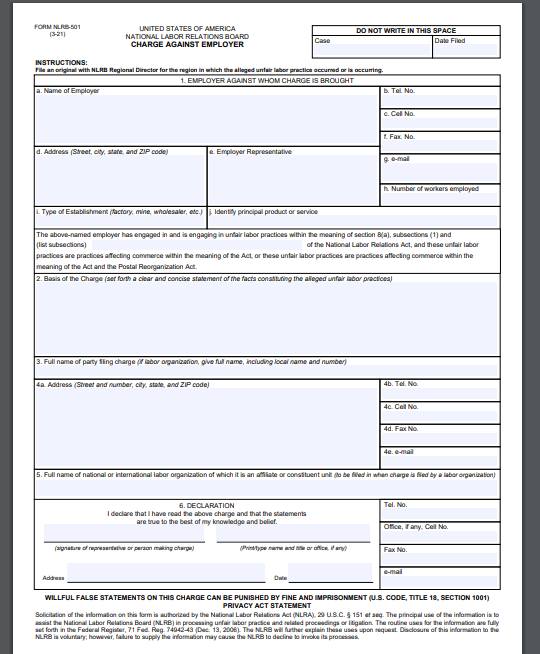 FORM NLRB-501
(3-21)
UNITED STATES OF AMERICA
NATIONAL LABOR RELATIONS BOARD
CHARGE AGAINST EMPLOYER
DO NOT WRITE IN THIS SPACE
Case
Date Filed
INSTRUCTIONS:
File an original with NLRB Regional Director for the region in which the alleged unfair labor practice occurred or is occurring.
1. EMPLOYER AGAINST WHOM CHARGE IS BROUGHT
a. Name of Employer
b. Tel. No.
c. Cell No.
f. Fax. No.
d. Address (Street, city, state, and ZIP code)
e. Employer Representative
g. e-mail
h. Number of workers employed
i. Type of Establishment (factory, mine, wholesaler, etc.)
j. Identify principal product or service
The above-named employer has engaged in and is engaging in unfair labor practices within the meaning of section 8(a), subsections (1) and
(list subsections) of the National Labor Relations Act, and these unfair labor
practices are practices affecting commerce within the meaning of the Act, or these unfair labor practices are practices affecting commerce within the
meaning of the Act and the Postal Reorganization Act.
2. Basis of the Charge (set forth a clear and concise statement of the facts constituting the alleged unfair labor practices)
3. Full name of party filing charge (if labor organization, give full name, including local name and number)
4a. Address (Street and number, city, state, and ZIP code)
4b. Tel. No.
4c. Cell No.
4d. Fax No.
4e. e-mail
5. Full name of national or international labor organization of which it is an affiliate or constituent unit (to be filled in when charge is filed by a labor organization)
6. DECLARATION
I declare that I have read the above charge and that the statements
are true to the best of my knowledge and belief.
Tel. No.
Office, if any, Cell No.
(signature of representative or person making charge)
(Print/type name and title or office, if any)
Fax No.
e-mail
Address
Date
WILLFUL FALSE STATEMENTS ON THIS CHARGE CAN BE PUNISHED BY FINE AND IMPRISONMENT (U.S. CODE, TITLE 18, SECTION 1001)
PRIVACY ACT STATEMENT
Solicitation of the information on this form is authorized by the National Labor Relations Act (NLRA), 29 U.S.C. § 151 et seq. The principal use of the information is to
assist the National Labor Relations Board (NLRB) in processing unfair labor practice and related proceedings or litigation. The routine uses for the information are fully
set forth in the Federal Register, 71 Fed. Reg. 74942-43 (Dec. 13, 2006). The NLRB will further explain these uses upon request. Disclosure of this information to the
NLRB is voluntary; however, failure to supply the information may cause the NLRB to decline to invoke its processes.